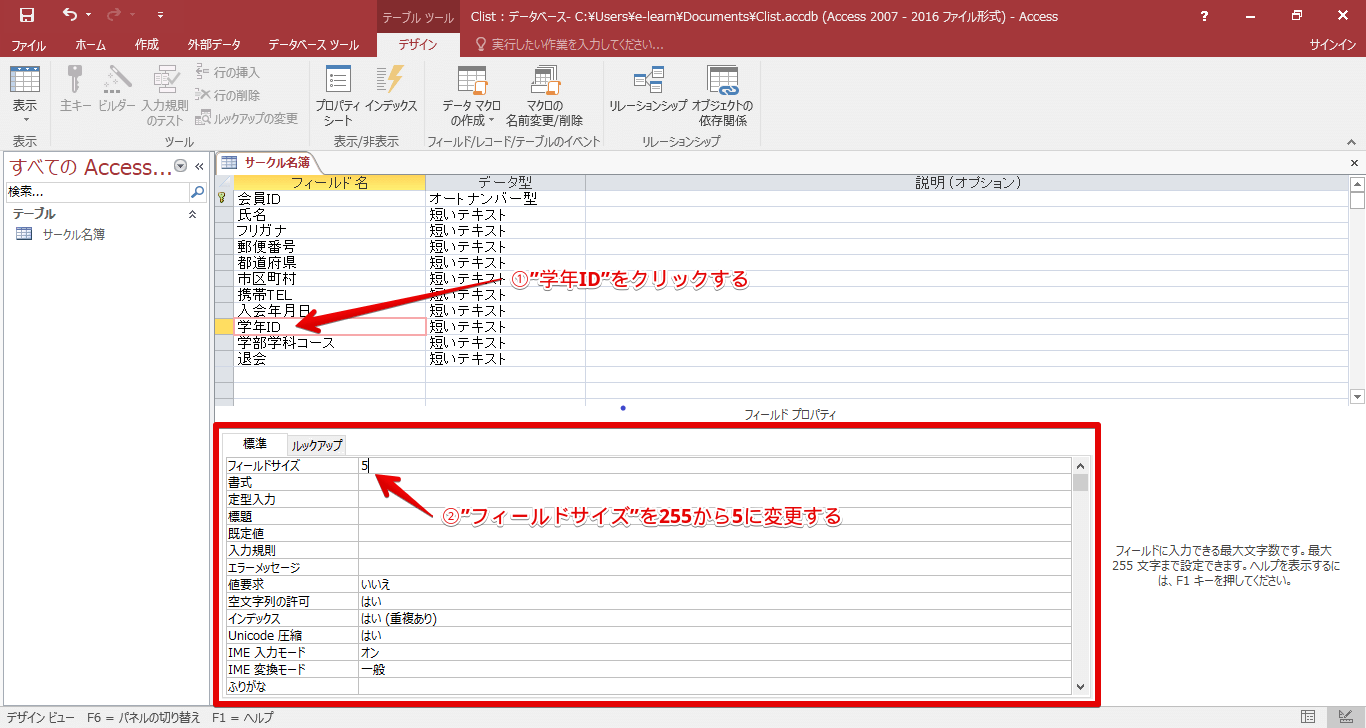 テーブル ツール
Clist : データベース- C:¥Users¥e-learn¥Documents¥Clist.accdb (Access 2007 - 2016 ファイル形式) - Access
?
ファイル ホーム 作成 外部データ データベース ツール デザイン 実行したい作業を入力してください...
サインイン
表示
主キー ビルダー 入力規則のテスト
行の挿入
行の削除
ルックアップの変更
プロパティ シート
インデックス
データ マクロの作成
マクロの名前変更/削除
リレーションシップ
オブジェクトの依存関係
表示 ツール 表示/非表示 フィールド/レコード/テーブルのイベント リレーションシップ
すべての Access... «
検索...
テーブル
サークル名簿
サークル名簿
フィールド名 データ型 説明 (オプション)
会員ID オートナンバー型
氏名 短いテキスト
フリガナ 短いテキスト
郵便番号 短いテキスト
都道府県 短いテキスト
市区町村 短いテキスト
携帯TEL 短いテキスト
入会年月日 短いテキスト
学年ID 短いテキスト
学部学科コース 短いテキスト
退会 短いテキスト
①”学年ID”をクリックする
フィールド プロパティ
標準 ルックアップ
フィールドサイズ 5
書式
定型入力
標題
既定値
入力規則
エラーメッセージ
値要求 いいえ
空文字列の許可 はい
インデックス はい (重複あり)
Unicode 圧縮 はい
IME 入力モード オン
IME 変換モード 一般
ふりがな
②”フィールドサイズ”を255から5に変更する
フィールドに入力できる最大文字数です。最大
255 文字まで設定できます。ヘルプを表示するに
は、F1 キーを押してください。
デザイン ビュー F6 = パネルの切り替え F1 = ヘルプ